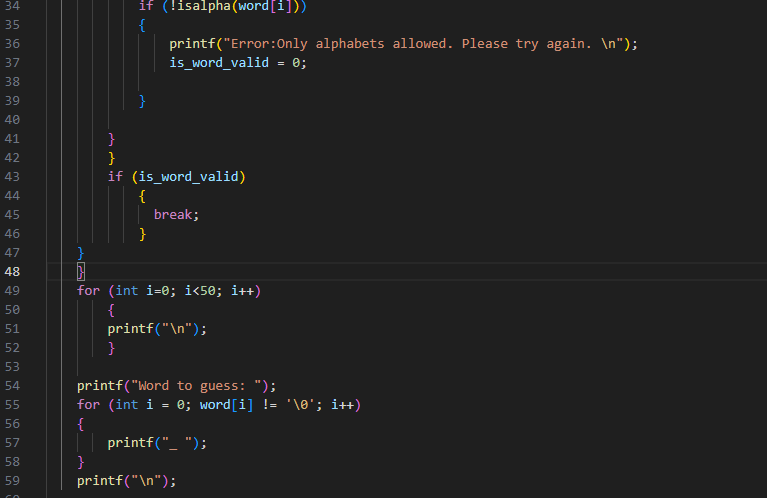 34 if (!isalpha(word[i]))
35 {
36 printf("Error:Only alphabets allowed. Please try again. \n");
37 is_word_valid = 0;
38
39 }
40
41 }
42 }
43 if (is_word_valid)
44 {
45 break;
46 }
47 }
48 }
49 for (int i=0; i<50; i++)
50 {
51 printf("\n");
52 }
53
54 printf("Word to guess: ");
55 for (int i = 0; word[i] != '\0'; i++)
56 {
57 printf("_ ");
58 }
59 printf("\n");